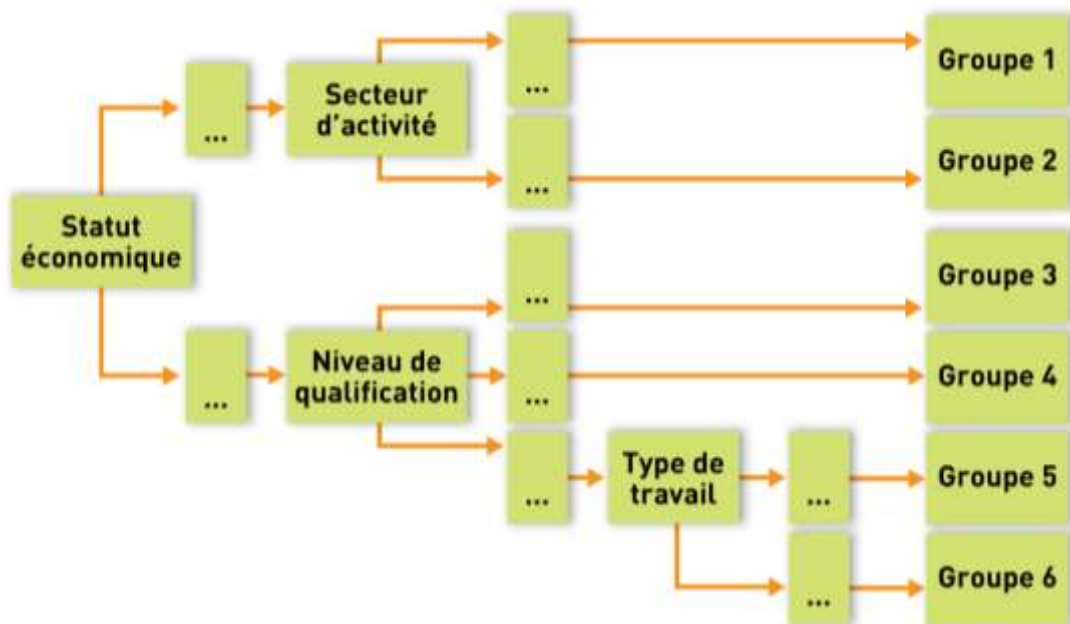 ...
Groupe 1
Secteur
d'activité
...
...
Groupe 2
Statut
économique
...
Groupe 3
Niveau de
qualification
...
...
Groupe 4
Type de
travail
...
...
Groupe 5
...
Groupe 6